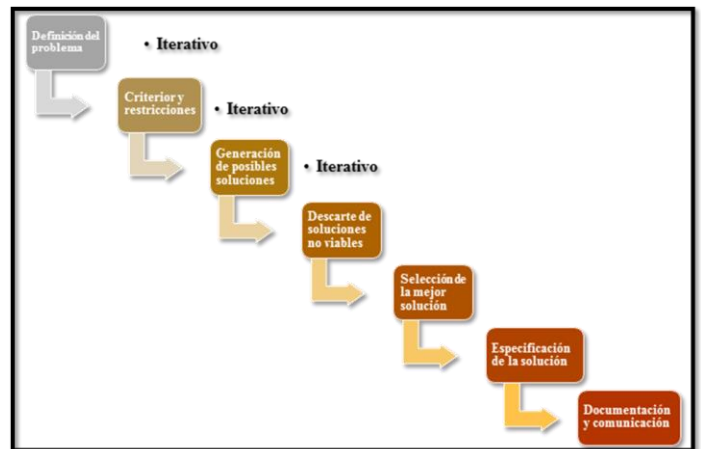 Definición del
problema
• Iterativo
Criterior y
restricciones
• Iterativo
Generación
de posibles
soluciones
• Iterativo
Descarte de
soluciones
no viables
Selección de
la mejor
solución
Especificación
de la solución
Documentación
y comunicación